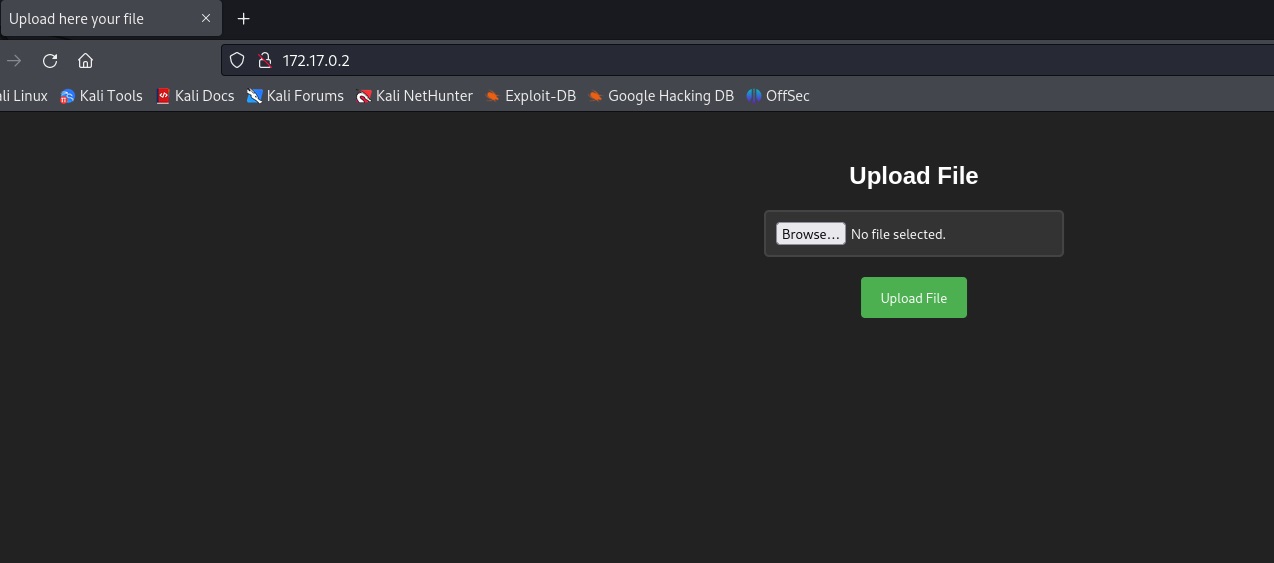 Upload here your file
172.17.0.2
ali Linux Kali Tools Kali Docs Kali Forums Kali NetHunter Exploit-DB Google Hacking DB OffSec
Upload File
Browse... No file selected.
Upload File